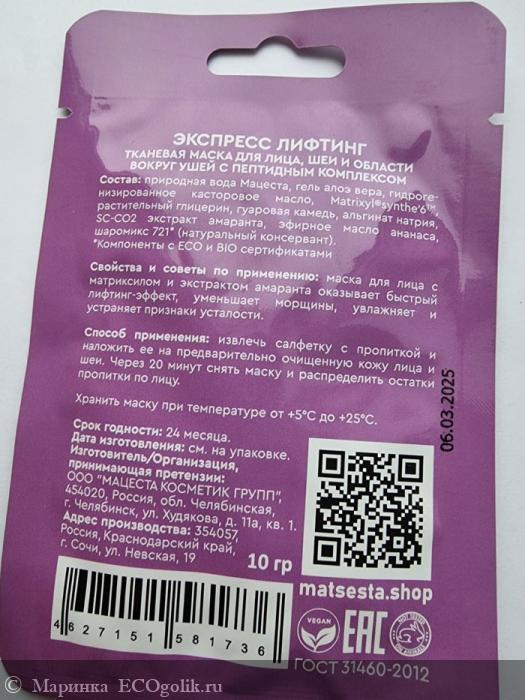 ЭКСПРЕСС ЛИФТИНГ
ТКАНЕВАЯ МАСКА ДЛЯ ЛИЦА, ШЕИ И ОБЛАСТИ
ВОКРУГ УШЕЙ С ПЕПТИДНЫМ КОМПЛЕКСОМ
Состав: природная вода Мацеста, гель алоэ вера, гидроге-
низированное касторовое масло, Matrixyl®synthe'6™,
растительный глицерин, гуаровая камедь, альгинат натрия,
SC-CO2 экстракт амаранта, эфирное масло ананаса,
шаромикс 721* (натуральный консервант).
*Компоненты с ECO и BIO сертификатами
Свойства и советы по применению: маска для лица с
матриксилом и экстрактом амаранта оказывает быстрый
лифтинг-эффект, уменьшает морщины, увлажняет и
устраняет признаки усталости.
Способ применения: извлечь салфетку с пропиткой и
наложить ее на предварительно очищенную кожу лица и
шеи. Через 20 минут снять маску и распределить остатки
пропитки по лицу.
Хранить маску при температуре от +5°C до +25°C.
Срок годности: 24 месяца.
Дата изготовления: см. на упаковке.
Изготовитель/Организация,
принимающая претензии:
ООО "МАЦЕСТА КОСМЕТИК ГРУПП",
454020, Россия, обл. Челябинская,
г. Челябинск, ул. Худякова, д. 11а, кв. 1.
Адрес производства: 354057,
Россия, Краснодарский край,
г. Сочи, ул. Невская, 19
10 гр
06.03.2025
matsesta.shop
4 627151 581736
VEGAN
EAC
NOT TESTED
ON ANIMALS
ГОСТ 31460-2012
© Маринка ECOgolik.ru